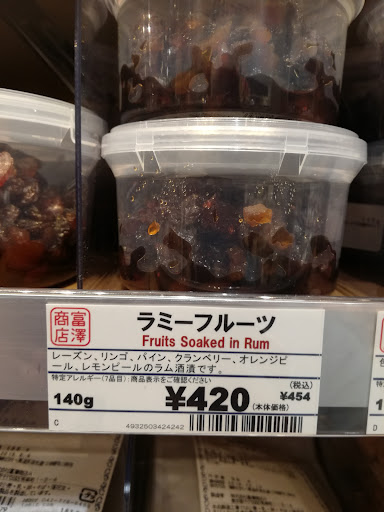 富澤商店
ラミーフルーツ
Fruits Soaked in Rum
レーズン、リンゴ、パイン、クランベリー、オレンジピ
ール、レモンピールのラム酒漬です。
特定アレルギー(7品目):商品表示をご確認ください
(税込)
140g
¥420
(本体価格)
¥454
C
4932503424242